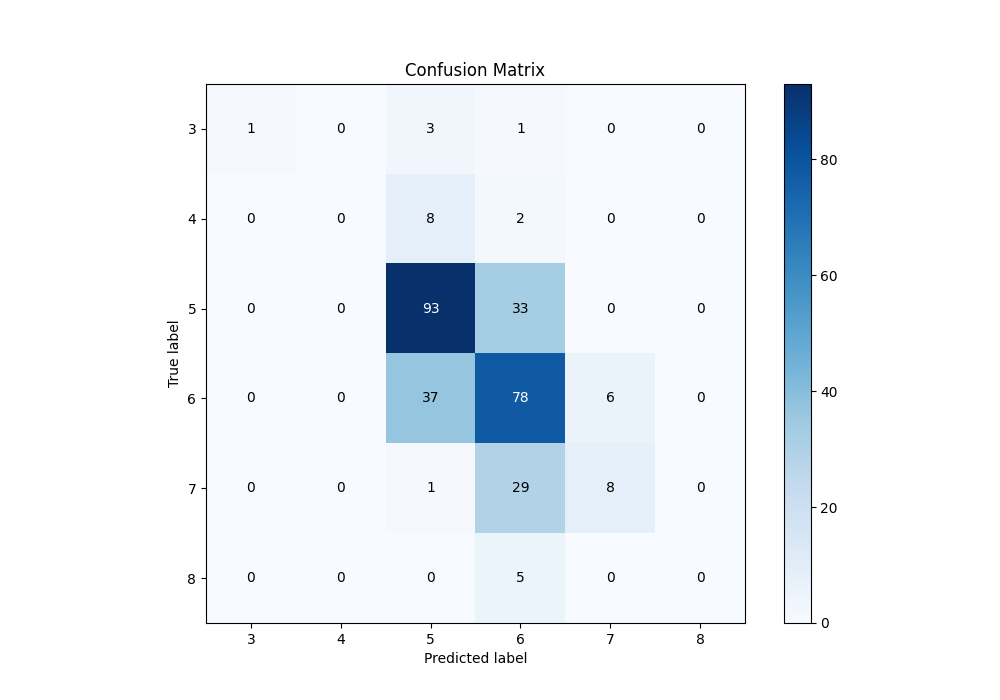 Confusion Matrix
3 1 0 3 1 0 0
4 0 0 8 2 0 0
5 0 0 93 33 0 0
6 0 0 37 78 6 0
7 0 0 1 29 8 0
8 0 0 0 5 0 0
3 4 5 6 7 8
Predicted label
True label
80
60
40
20
0